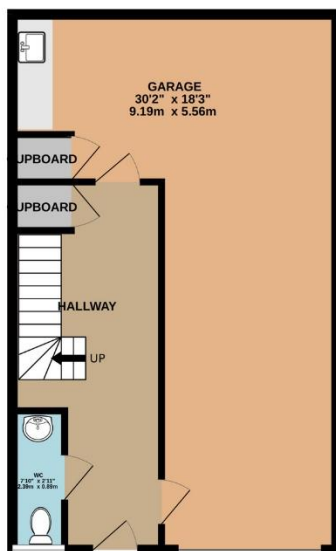 GARAGE
30'2" x 18'3"
9.19m x 5.56m
UPBOARD
UPBOARD
HALLWAY
UP
WC
7'10" x 2'11"
2.39m x 0.89m